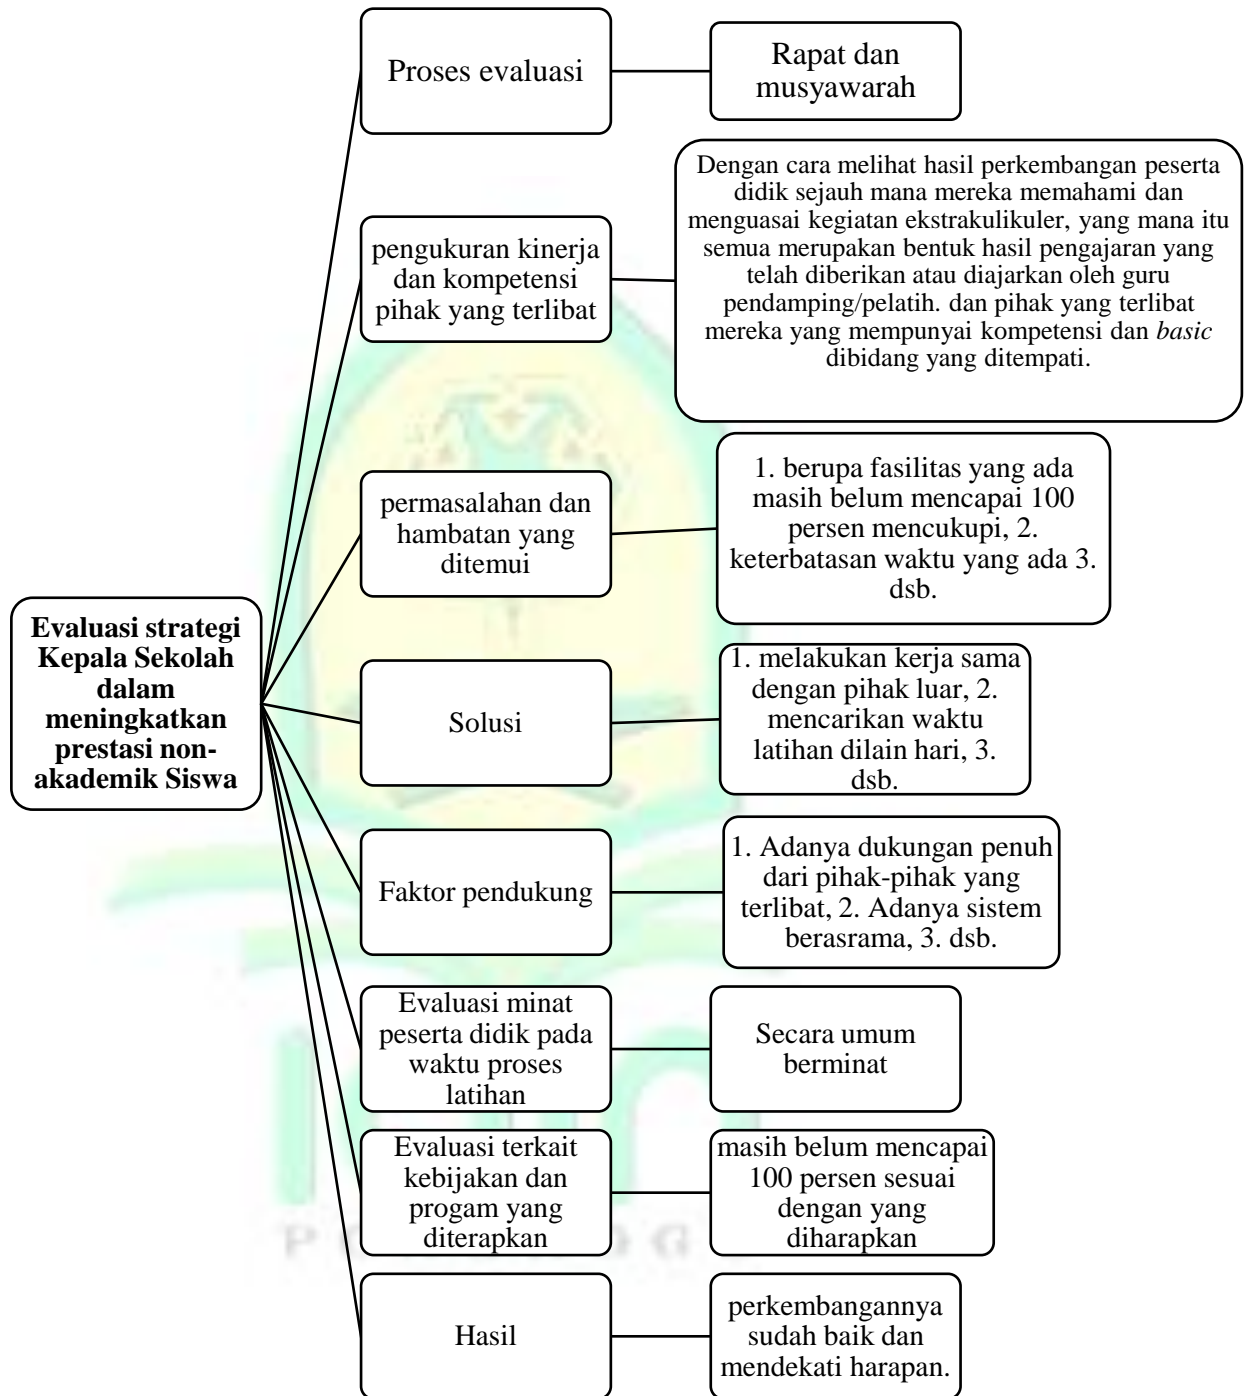 Proses evaluasi
Rapat dan
musyawarah
pengukuran kinerja
dan kompetensi
pihak yang terlibat
Dengan cara melihat hasil perkembangan peserta
didik sejauh mana mereka memahami dan
menguasai kegiatan ekstrakulikuler, yang mana itu
semua merupakan bentuk hasil pengajaran yang
telah diberikan atau diajarkan oleh guru
pendamping/pelatih. dan pihak yang terlibat
mereka yang mempunyai kompetensi dan basic
dibidang yang ditempati.
permasalahan dan
hambatan yang
ditemui
1. berupa fasilitas yang ada
masih belum mencapai 100
persen mencukupi, 2.
keterbatasan waktu yang ada 3.
dsb.
Evaluasi strategi
Kepala Sekolah
dalam
meningkatkan
prestasi non-
akademik Siswa
Solusi
1. melakukan kerja sama
dengan pihak luar, 2.
mencarikan waktu
latihan dilain hari, 3.
dsb.
Faktor pendukung
1. Adanya dukungan penuh
dari pihak-pihak yang
terlibat, 2. Adanya sistem
berasrama, 3. dsb.
Evaluasi minat
peserta didik pada
waktu proses
latihan
Secara umum
berminat
Evaluasi terkait
kebijakan dan
progam yang
diterapkan
masih belum mencapai
100 persen sesuai
dengan yang
diharapkan
Hasil
perkembangannya
sudah baik dan
mendekati harapan.